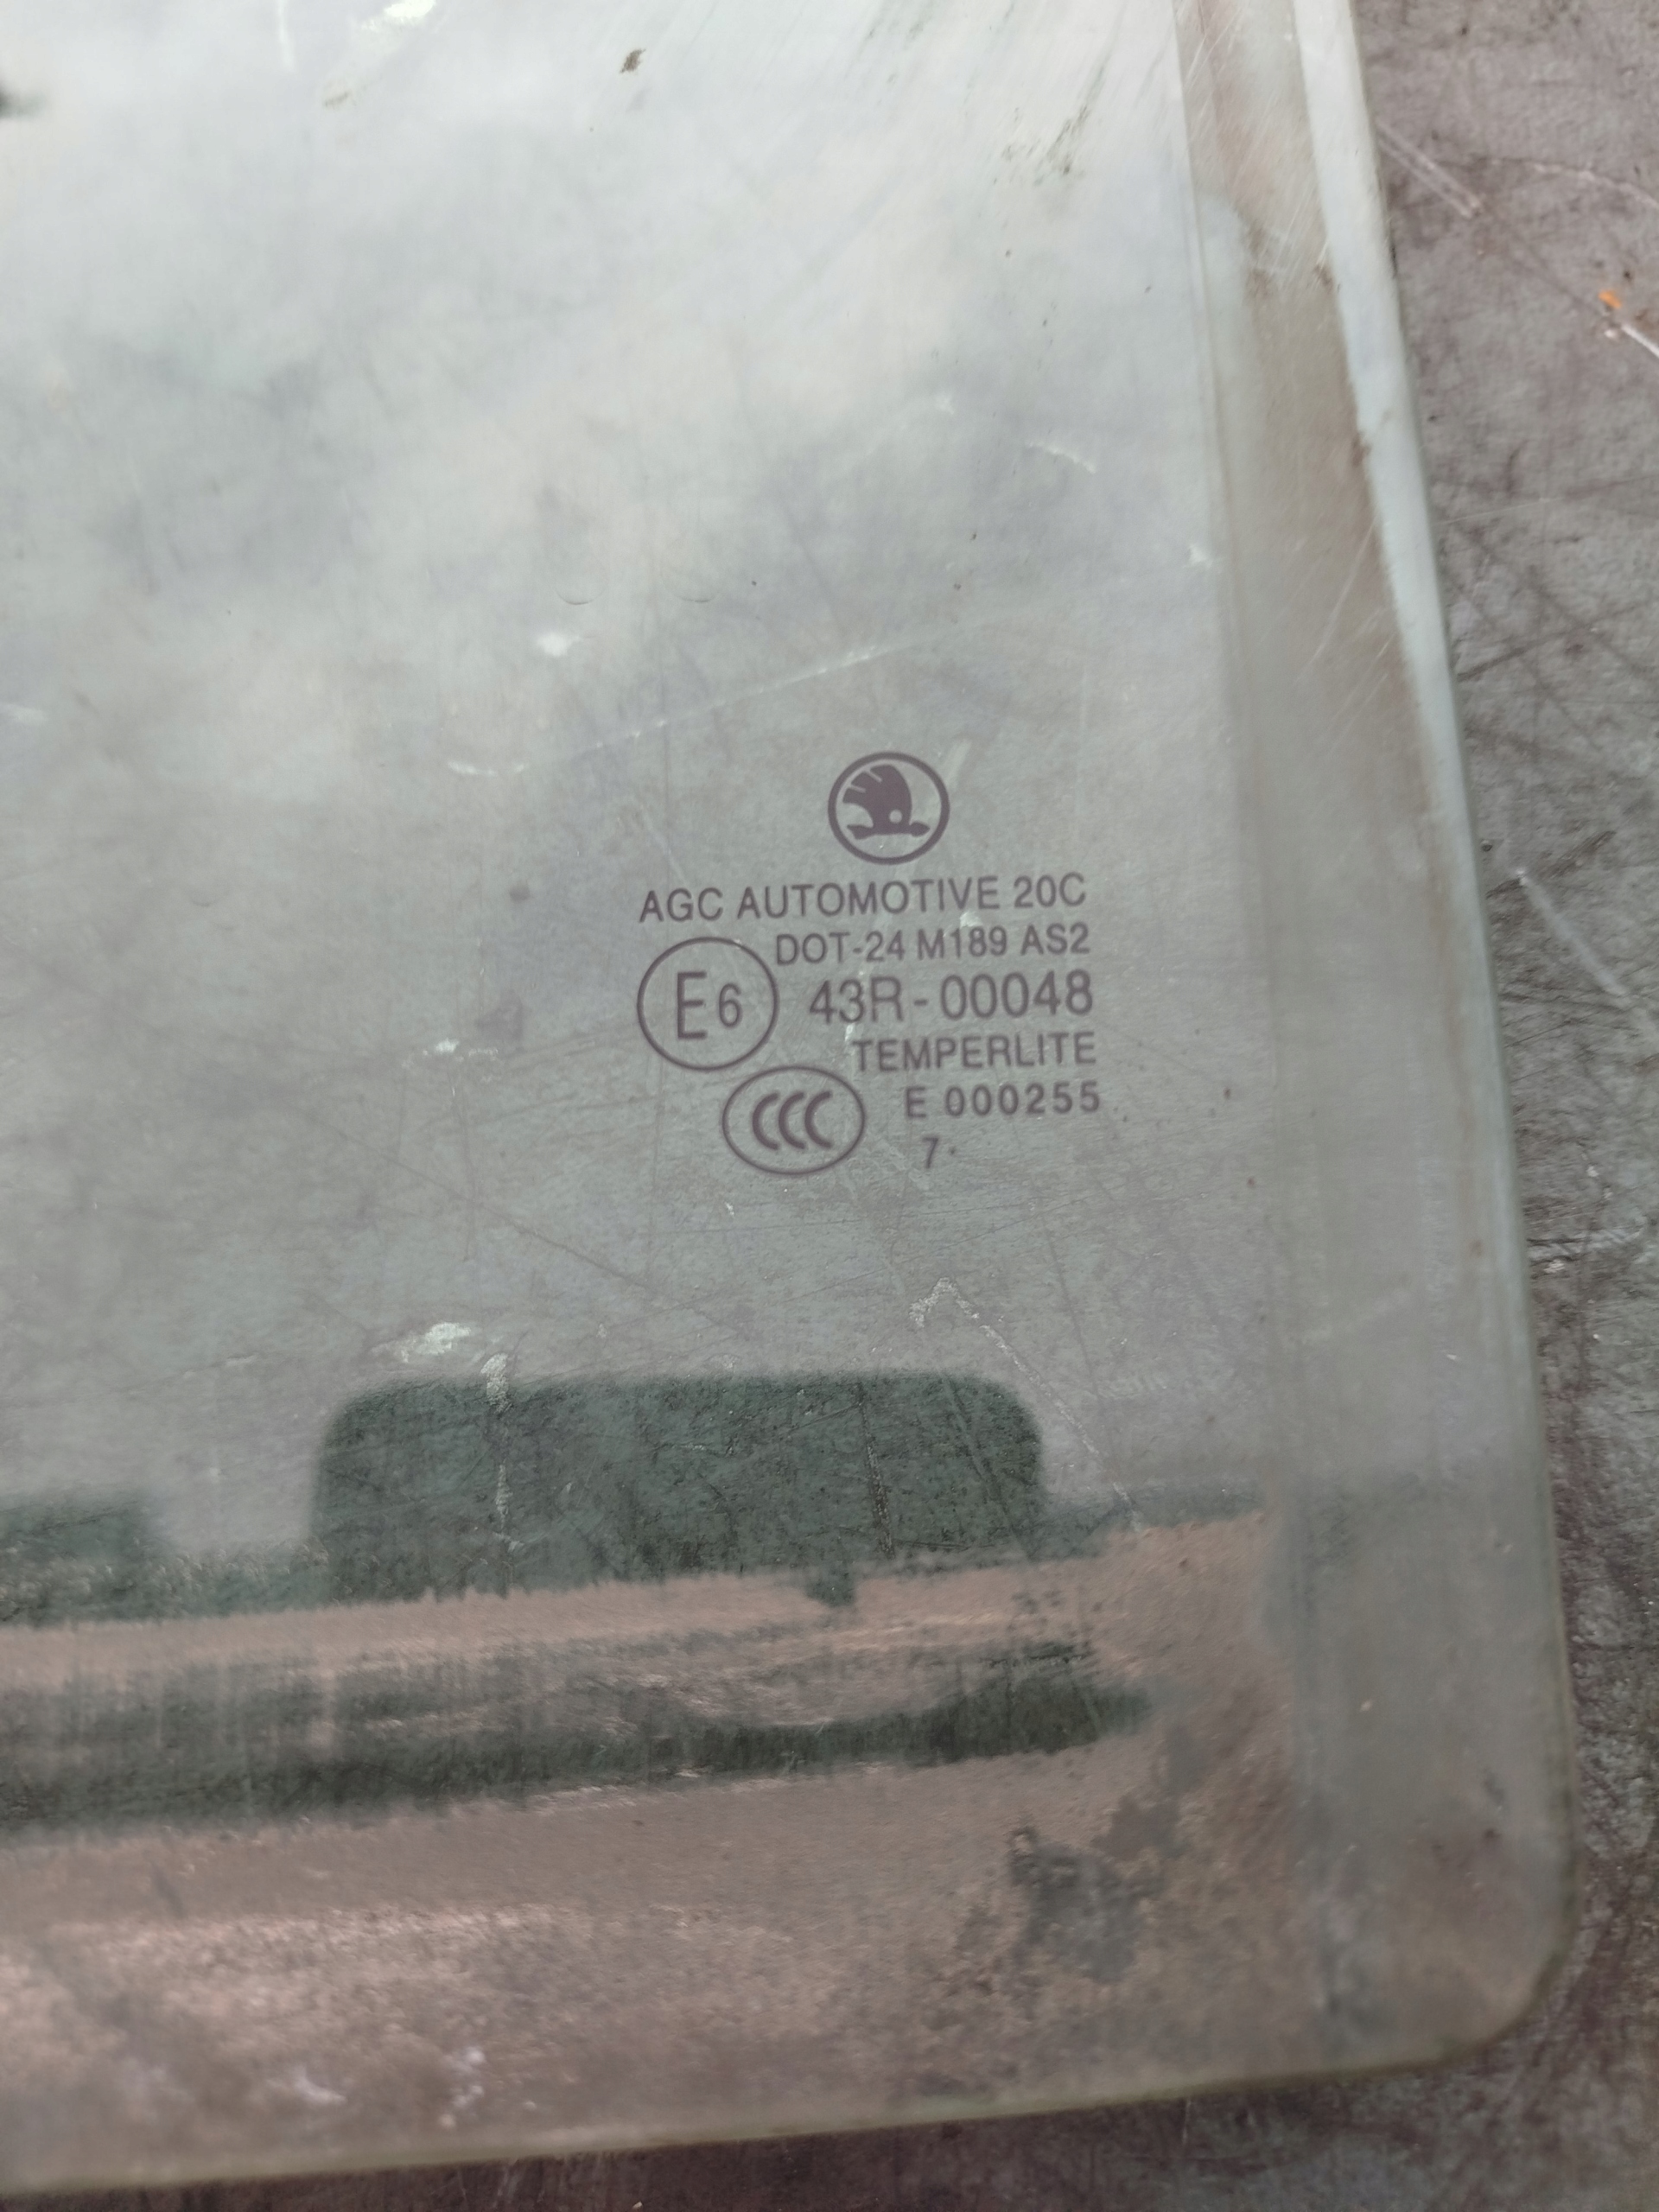 AGC AUTOMOTIVE 20C
DOT-24 M189 AS2
E6 43R-00048
TEMPERLITE
CCC E 000255
7·